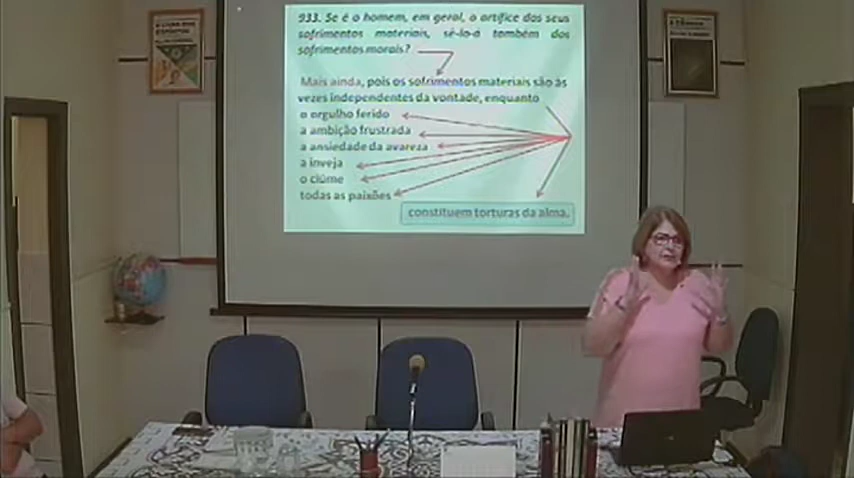 933. Se é o homem, em geral, o artífice dos seus
sofrimentos materiais, sê-lo-á também dos
sofrimentos morais?
Mais ainda, pois os sofrimentos materiais são às
vezes independentes da vontade, enquanto
o orgulho ferido
a ambição frustrada
a ansiedade da avareza
a inveja
o ciúme
todas as paixões
constituem torturas da alma.